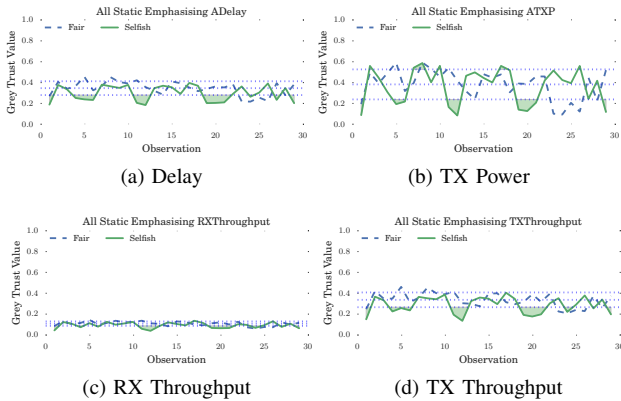 All Static Emphasising ADelay
Fair Selfish
Grey Trust Value
1.0
0.8
0.6
0.4
0.2
0.0
0 5 10 15 20 25 30
Observation
(a) Delay
All Static Emphasising ATXP
Fair Selfish
Grey Trust Value
1.0
0.8
0.6
0.4
0.2
0.0
0 5 10 15 20 25 30
Observation
(b) TX Power
All Static Emphasising RXThroughput
Fair Selfish
Grey Trust Value
1.0
0.8
0.6
0.4
0.2
0.0
0 5 10 15 20 25 30
Observation
(c) RX Throughput
All Static Emphasising TXThroughput
Fair Selfish
Grey Trust Value
1.0
0.8
0.6
0.4
0.2
0.0
0 5 10 15 20 25 30
Observation
(d) TX Throughput